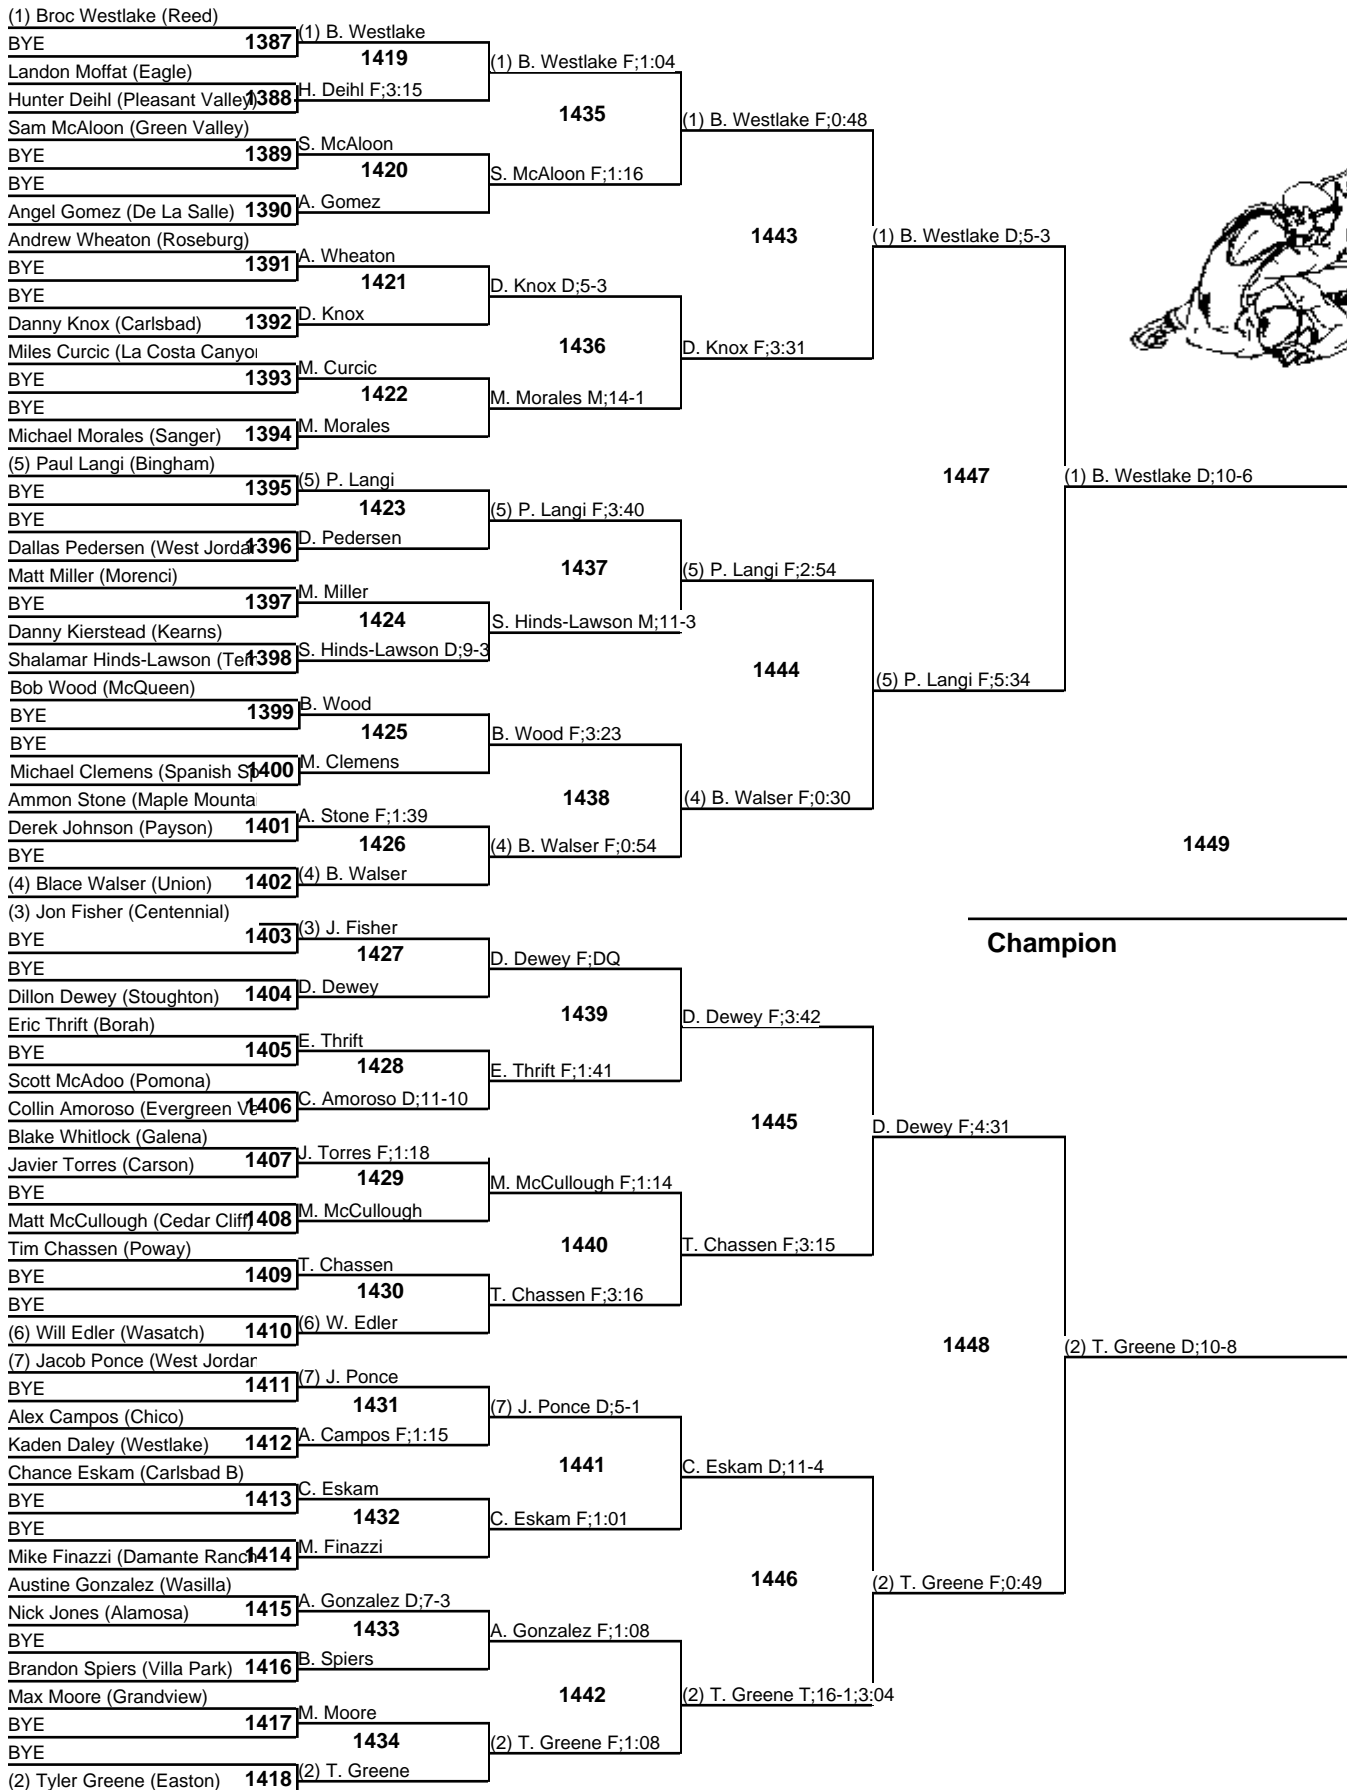 (1) Broc Westlake (Reed)
BYE
1387
Landon Moffat (Eagle)
Hunter Deihl (Pleasant Valley)
1388
Sam McAloon (Green Valley)
BYE
1389
BYE
Angel Gomez (De La Salle)
1390
Andrew Wheaton (Roseburg)
BYE
1391
BYE
Danny Knox (Carlsbad)
1392
Miles Curcic (La Costa Canyo
BYE
1393
BYE
Michael Morales (Sanger)
1394
(5) Paul Langi (Bingham)
BYE
1395
BYE
Dallas Pedersen (West Jorda
1396
Matt Miller (Morenci)
BYE
1397
Danny Kierstead (Kearns)
Shalamar Hinds-Lawson (Te
1398
Bob Wood (McQueen)
BYE
1399
BYE
Michael Clemens (Spanish Sp
1400
Ammon Stone (Maple Mounta
Derek Johnson (Payson)
1401
BYE
(4) Blace Walser (Union)
1402
(3) Jon Fisher (Centennial)
BYE
1403
BYE
Dillon Dewey (Stoughton)
1404
Eric Thrift (Borah)
BYE
1405
Scott McAdoo (Pomona)
Collin Amoroso (Evergreen Va
1406
Blake Whitlock (Galena)
Javier Torres (Carson)
1407
BYE
Matt McCullough (Cedar Cliff)
1408
Tim Chassen (Poway)
BYE
1409
BYE
(6) Will Edler (Wasatch)
1410
(7) Jacob Ponce (West Jordan
BYE
1411
Alex Campos (Chico)
Kaden Daley (Westlake)
1412
Chance Eskam (Carlsbad B)
BYE
1413
BYE
Mike Finazzi (Damante Ranch
1414
Austine Gonzalez (Wasilla)
Nick Jones (Alamosa)
1415
BYE
Brandon Spiers (Villa Park)
1416
Max Moore (Grandview)
BYE
1417
BYE
(2) Tyler Greene (Easton)
1418
(1) B. Westlake
1419
H. Deihl F;3:15
S. McAloon
1420
A. Gomez
A. Wheaton
1421
D. Knox
M. Curcic
1422
M. Morales
(5) P. Langi
1423
D. Pedersen
M. Miller
1424
S. Hinds-Lawson D;9-3
B. Wood
1425
M. Clemens
A. Stone F;1:39
1426
(4) B. Walser
(3) J. Fisher
1427
D. Dewey
E. Thrift
1428
C. Amoroso D;11-10
J. Torres F;1:18
1429
M. McCullough
T. Chassen
1430
(6) W. Edler
(7) J. Ponce
1431
A. Campos F;1:15
C. Eskam
1432
M. Finazzi
A. Gonzalez D;7-3
1433
B. Spiers
M. Moore
1434
(2) T. Greene
(1) B. Westlake F;1:04
1435
S. McAloon F;1:16
D. Knox D;5-3
1436
M. Morales M;14-1
(5) P. Langi F;3:40
1437
S. Hinds-Lawson M;11-3
B. Wood F;3:23
1438
(4) B. Walser F;0:54
D. Dewey F;DQ
1439
E. Thrift F;1:41
M. McCullough F;1:14
1440
T. Chassen F;3:16
(7) J. Ponce D;5-1
1441
C. Eskam F;1:01
A. Gonzalez F;1:08
1442
(2) T. Greene F;1:08
(1) B. Westlake F;0:48
1443
D. Knox F;3:31
(5) P. Langi F;2:54
1444
(4) B. Walser F;0:30
D. Dewey F;3:42
1445
T. Chassen F;3:15
C. Eskam D;11-4
1446
(2) T. Greene T;16-1;3:04
(1) B. Westlake D;5-3
1447
(5) P. Langi F;5:34
D. Dewey F;4:31
1448
(2) T. Greene F;0:49
(1) B. Westlake D;10-6
1449
(2) T. Greene D;10-8
Champion